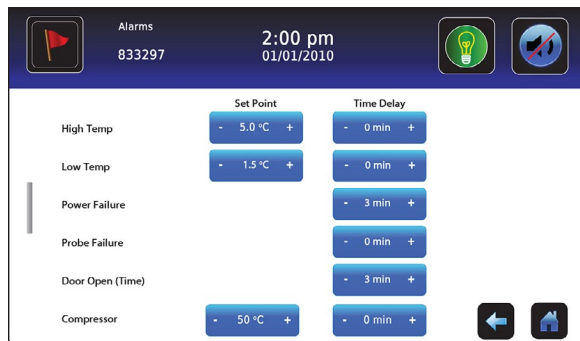 Alarms
833297
2:00 pm
01/01/2010
Set Point Time Delay
High Temp - 5.0 °C + - 0 min +
Low Temp - 1.5 °C + - 0 min +
Power Failure - 3 min +
Probe Failure - 0 min +
Door Open (Time) - 3 min +
Compressor - 50 °C + - 0 min +